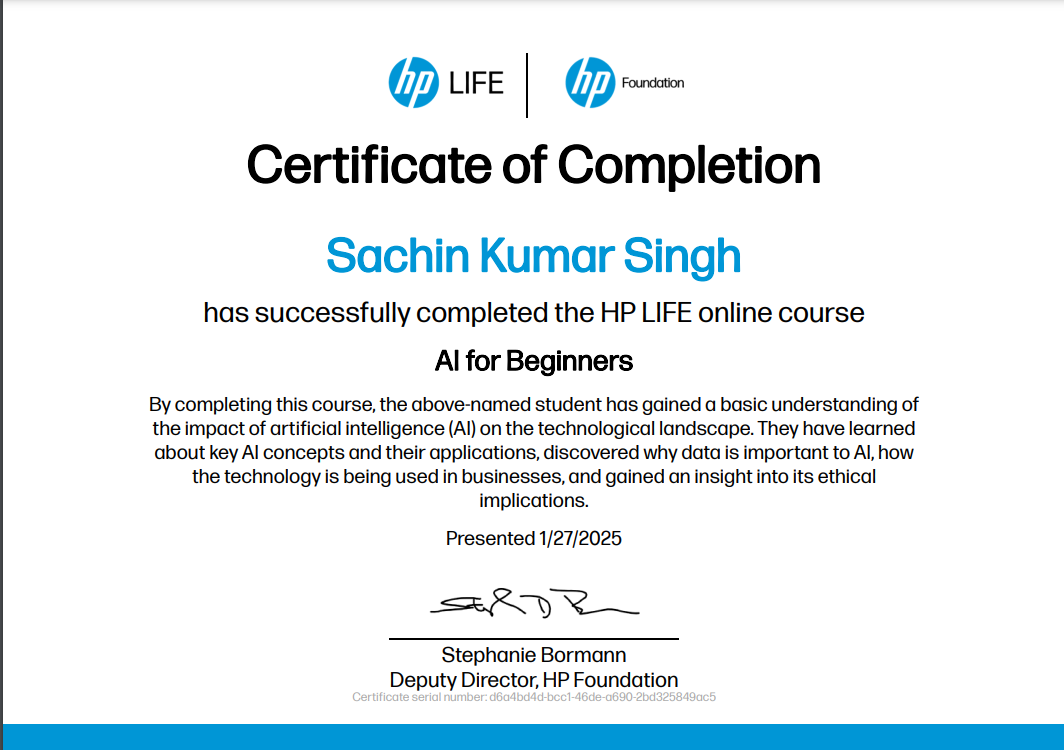 hp LIFE | hp Foundation
Certificate of Completion
Sachin Kumar Singh
has successfully completed the HP LIFE online course
AI for Beginners
By completing this course, the above-named student has gained a basic understanding of
the impact of artificial intelligence (AI) on the technological landscape. They have learned
about key AI concepts and their applications, discovered why data is important to AI, how
the technology is being used in businesses, and gained an insight into its ethical
implications.
Presented 1/27/2025
Stephanie Bormann
Deputy Director, HP Foundation
Certificate serial number: d6a4bd4d-bcc1-46de-a690-2bd325849ac5